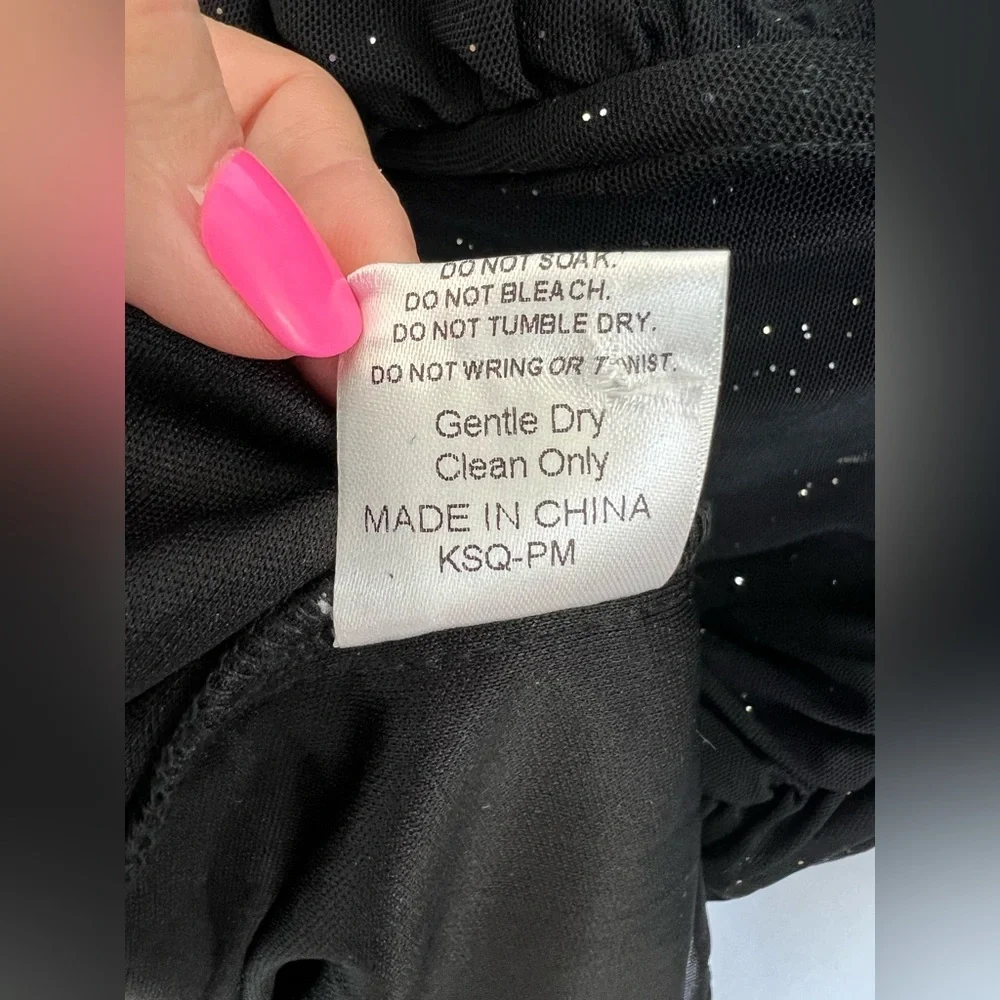 DO NOT SOAK.
DO NOT BLEACH.
DO NOT TUMBLE DRY.
DO NOT WRING OR TWIST.
Gentle Dry
Clean Only
MADE IN CHINA
KSQ-PM